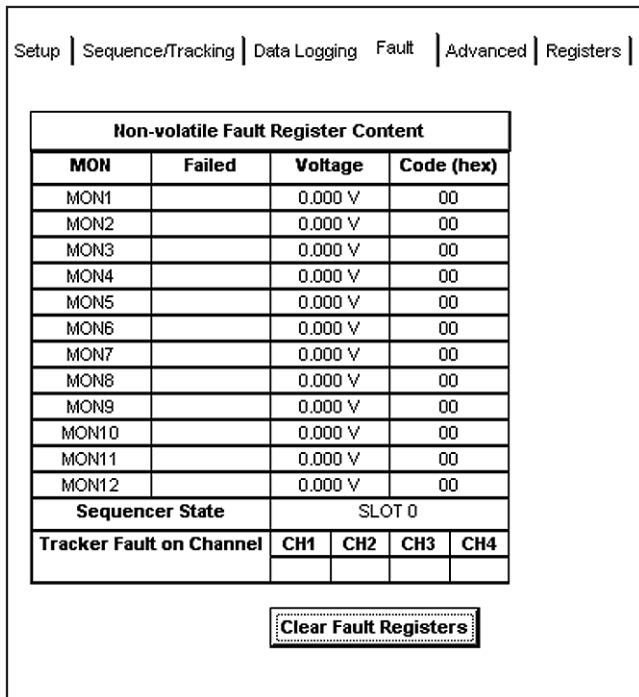 Setup | Sequence/Tracking | Data Logging Fault | Advanced | Registers |
Non-volatile Fault Register Content
MON Failed Voltage Code (hex)
MON1 0.000 V 00
MON2 0.000 V 00
MON3 0.000 V 00
MON4 0.000 V 00
MON5 0.000 V 00
MON6 0.000 V 00
MON7 0.000 V 00
MON8 0.000 V 00
MON9 0.000 V 00
MON10 0.000 V 00
MON11 0.000 V 00
MON12 0.000 V 00
Sequencer State SLOT 0
Tracker Fault on Channel CH1 CH2 CH3 CH4
Clear Fault Registers